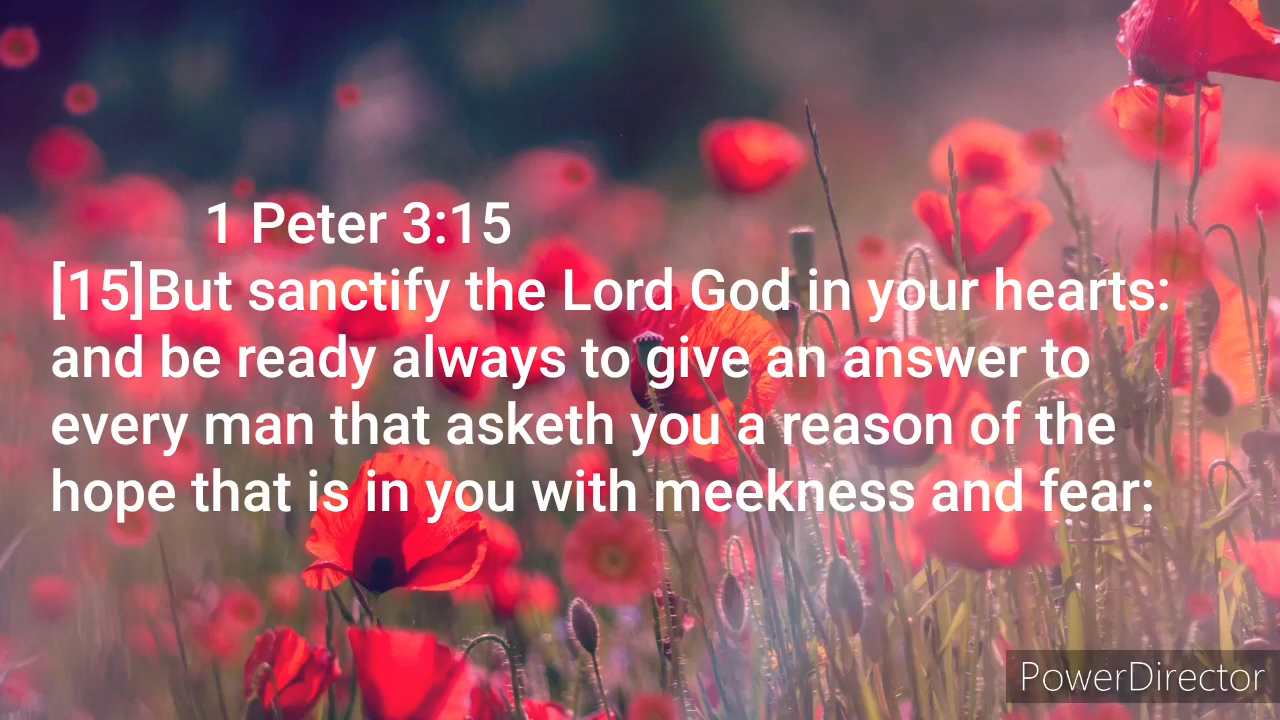 1 Peter 3:15
[15]But sanctify the Lord God in your hearts:
and be ready always to give an answer to
every man that asketh you a reason of the
hope that is in you with meekness and fear:
PowerDirector